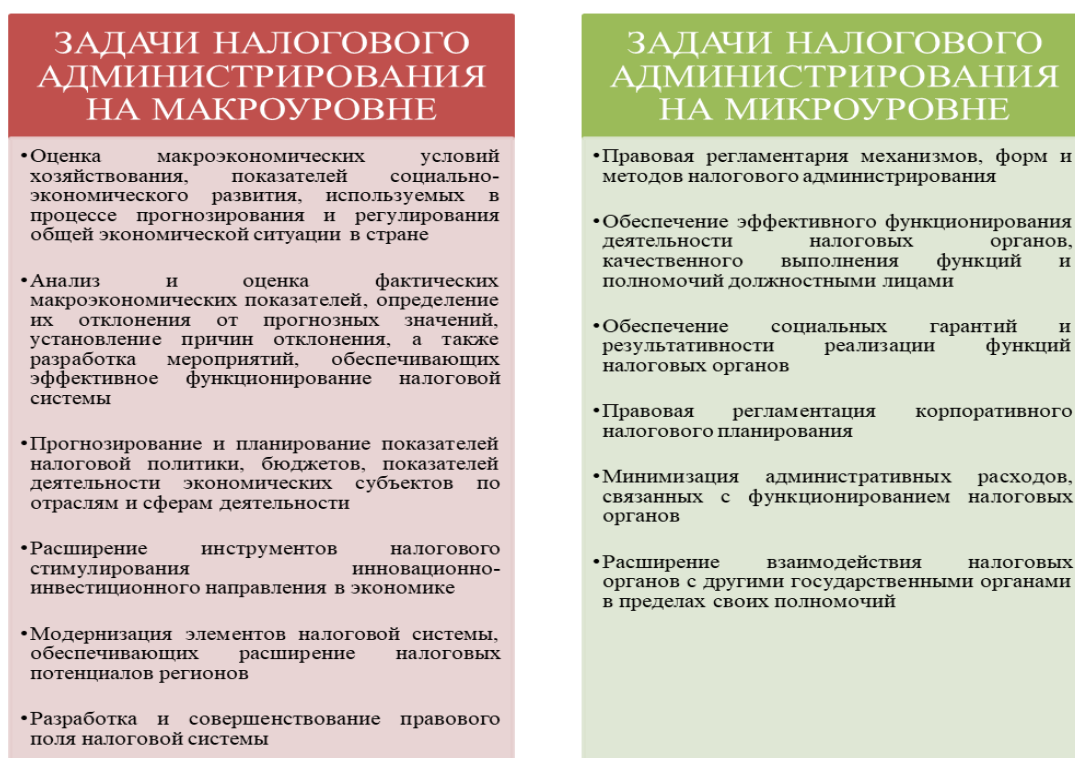 ЗАДАЧИ НАЛОГОВОГО
АДМИНИСТРИРОВАНИЯ
НА МАКРОУРОВНЕ
•Оценка макроэкономических условий
хозяйствования, показателей социально-
экономического развития, используемых в
процессе прогнозирования и регулирования
общей экономической ситуации в стране
•Анализ и оценка фактических
макроэкономических показателей, определение
их отклонения от прогнозных значений,
установление причин отклонения, а также
разработка мероприятий, обеспечивающих
эффективное функционирование налоговой
системы
•Прогнозирование и планирование показателей
налоговой политики, бюджетов, показателей
деятельности экономических субъектов по
отраслям и сферам деятельности
•Расширение инструментов налогового
стимулирования инновационно-
инвестиционного направления в экономике
•Модернизация элементов налоговой системы,
обеспечивающих расширение налоговых
потенциалов регионов
•Разработка и совершенствование правового
поля налоговой системы
ЗАДАЧИ НАЛОГОВОГО
АДМИНИСТРИРОВАНИЯ
НА МИКРОУРОВНЕ
•Правовая регламентария механизмов, форм и
методов налогового администрирования
•Обеспечение эффективного функционирования
деятельности налоговых органов,
качественного выполнения функций и
полномочий должностными лицами
•Обеспечение социальных гарантий и
результативности реализации функций
налоговых органов
•Правовая регламентация корпоративного
налогового планирования
•Минимизация административных расходов,
связанных с функционированием налоговых
органов
•Расширение взаимодействия налоговых
органов с другими государственными органами
в пределах своих полномочий